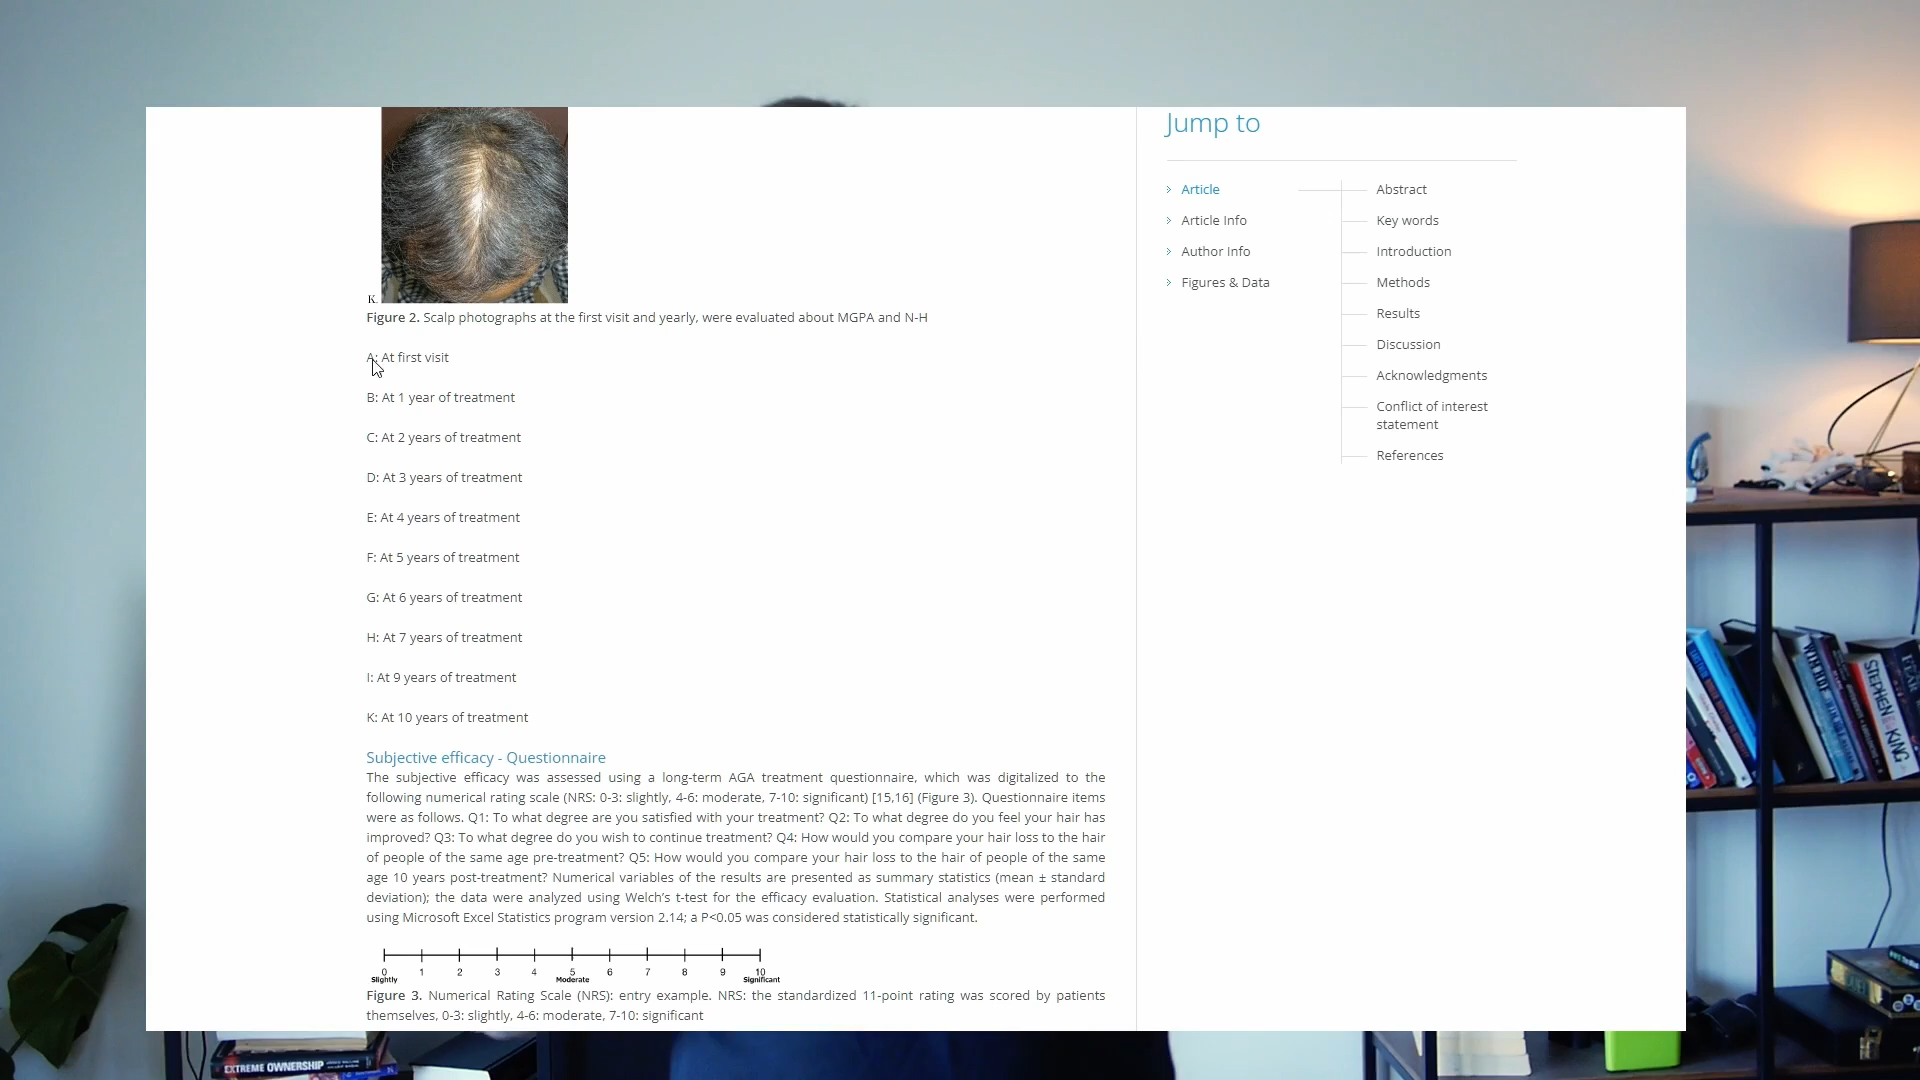 K.
Figure 2. Scalp photographs at the first visit and yearly, were evaluated about MGPA and N-H
A: At first visit
B: At 1 year of treatment
C: At 2 years of treatment
D: At 3 years of treatment
E: At 4 years of treatment
F: At 5 years of treatment
G: At 6 years of treatment
H: At 7 years of treatment
I: At 9 years of treatment
K: At 10 years of treatment
Subjective efficacy - Questionnaire
The subjective efficacy was assessed using a long-term AGA treatment questionnaire, which was digitalized to the
following numerical rating scale (NRS: 0-3: slightly, 4-6: moderate, 7-10: significant) [15,16] (Figure 3). Questionnaire items
were as follows. Q1: To what degree are you satisfied with your treatment? Q2: To what degree do you feel your hair has
improved? Q3: To what degree do you wish to continue treatment? Q4: How would you compare your hair loss to the hair
of people of the same age pre-treatment? Q5: How would you compare your hair loss to the hair of people of the same
age 10 years post-treatment? Numerical variables of the results are presented as summary statistics (mean ± standard
deviation); the data were analyzed using Welch's t-test for the efficacy evaluation. Statistical analyses were performed
using Microsoft Excel Statistics program version 2.14; a P<0.05 was considered statistically significant.
0 1 2 3 4 5 6 7 8 9 10
Slightly Moderate Significant
Figure 3. Numerical Rating Scale (NRS): entry example. NRS: the standardized 11-point rating was scored by patients
themselves, 0-3: slightly, 4-6: moderate, 7-10: significant
Jump to
Article
Article Info
Author Info
Figures & Data
Abstract
Key words
Introduction
Methods
Results
Discussion
Acknowledgments
Conflict of interest
statement
References
WIM HOF
STEPHEN KING
FEAR
EXTREME OWNERSHIP